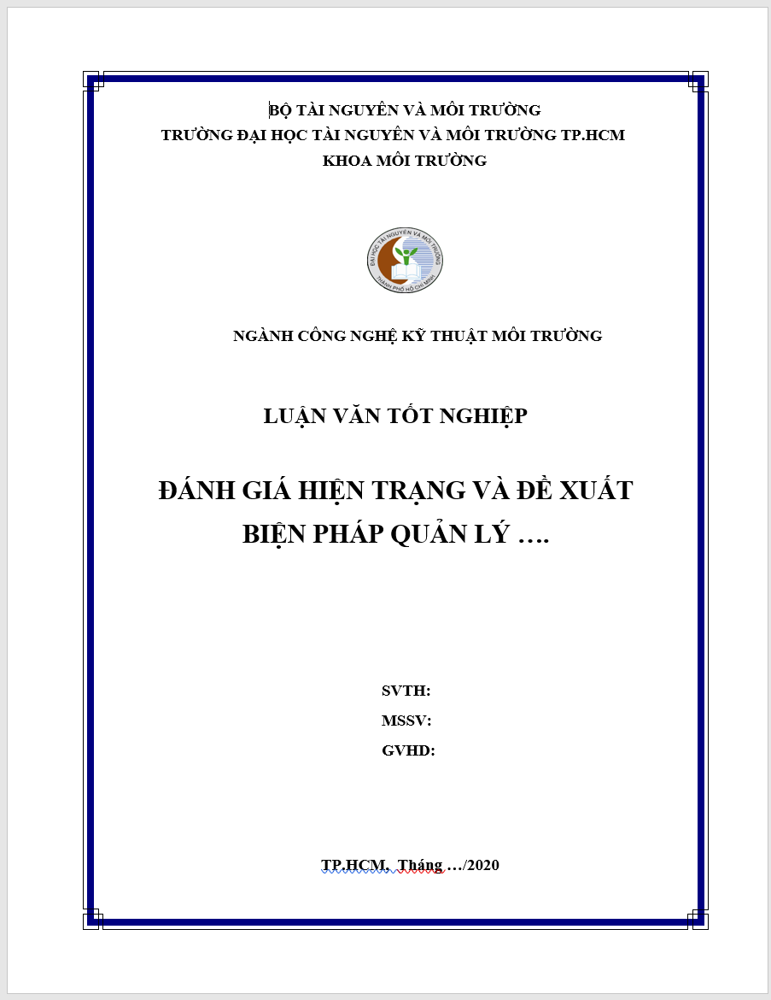 BỘ TÀI NGUYÊN VÀ MÔI TRƯỜNG
TRƯỜNG ĐẠI HỌC TÀI NGUYÊN VÀ MÔI TRƯỜNG TP.HCM
KHOA MÔI TRƯỜNG
ĐẠI HỌC TÀI NGUYÊN VÀ MÔI TRƯỜNG
THÀNH PHỐ HỒ CHÍ MINH
NGÀNH CÔNG NGHỆ KỸ THUẬT MÔI TRƯỜNG
LUẬN VĂN TỐT NGHIỆP
ĐÁNH GIÁ HIỆN TRẠNG VÀ ĐỀ XUẤT
BIỆN PHÁP QUẢN LÝ ….
SVTH:
MSSV:
GVHD:
TP.HCM, Tháng …/2020